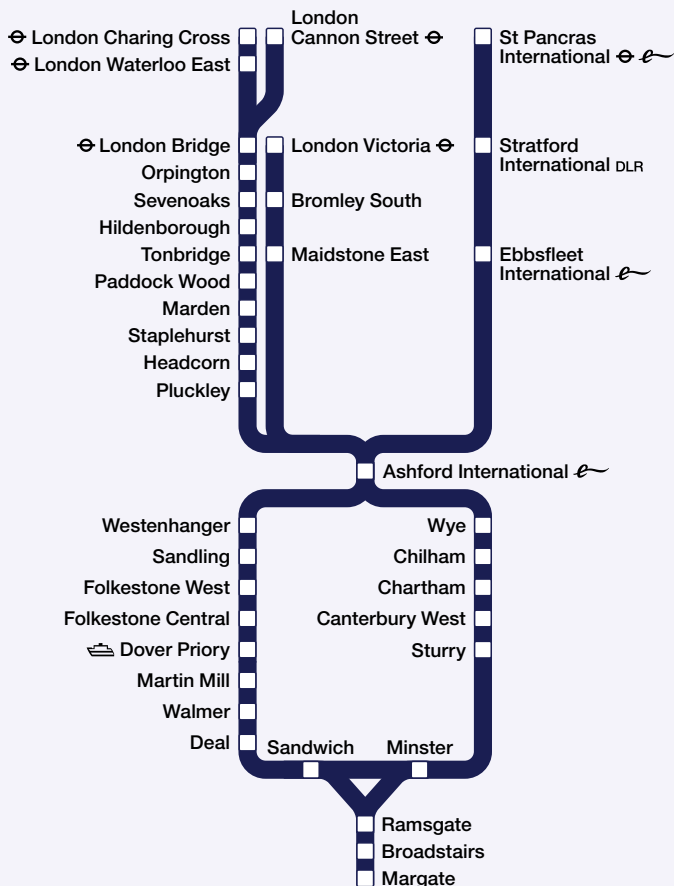 London Charing Cross
London Waterloo East
London
Cannon Street
St Pancras
International
London Bridge
Orpington
Sevenoaks
Hildenborough
Tonbridge
Paddock Wood
Marden
Staplehurst
Headcorn
Pluckley
London Victoria
Bromley South
Maidstone East
Stratford
International DLR
Ebbsfleet
International
Ashford International
Westenhanger
Sandling
Folkestone West
Folkestone Central
Dover Priory
Martin Mill
Walmer
Deal
Wye
Chilham
Chartham
Canterbury West
Sturry
Sandwich
Minster
Ramsgate
Broadstairs
Margate